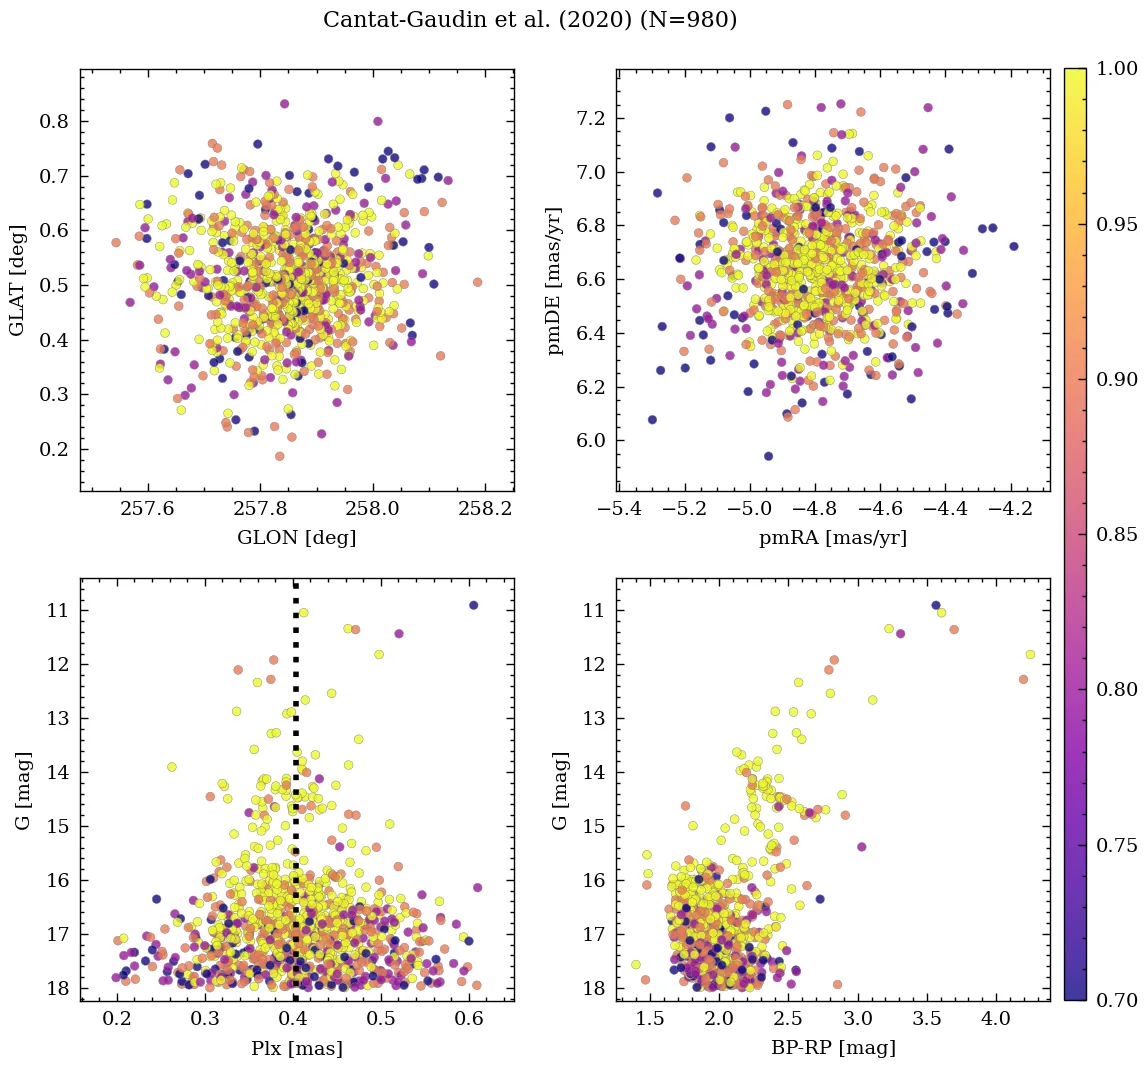 Cantat-Gaudin et al. (2020) (N=980)
0.8
0.7
0.6
0.5
0.4
0.3
0.2
GLAT [deg]
257.6 257.8 258.0 258.2
GLON [deg]
7.2
7.0
6.8
6.6
6.4
6.2
6.0
pmDE [mas/yr]
−5.4 −5.2 −5.0 −4.8 −4.6 −4.4 −4.2
pmRA [mas/yr]
11
12
13
14
15
16
17
18
G [mag]
0.2 0.3 0.4 0.5 0.6
Plx [mas]
11
12
13
14
15
16
17
18
G [mag]
1.5 2.0 2.5 3.0 3.5 4.0
BP-RP [mag]
1.00
0.95
0.90
0.85
0.80
0.75
0.70